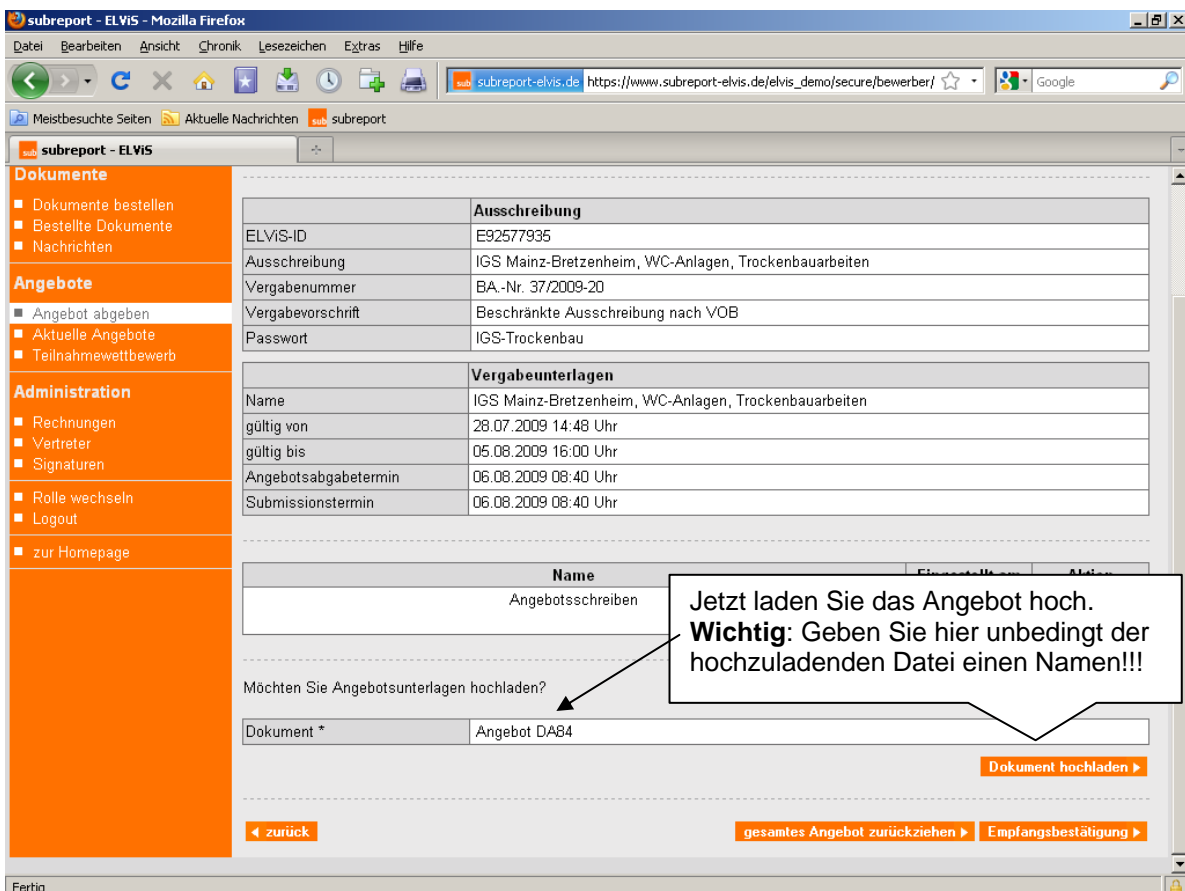 subreport - ELViS - Mozilla Firefox
Datei Bearbeiten Ansicht Chronik Lesezeichen Extras Hilfe
sub subreport-elvis.de https://www.subreport-elvis.de/elvis_demo/secure/bewerber/ Google
Meistbesuchte Seiten Aktuelle Nachrichten sub subreport
sub subreport - ELViS
Dokumente
Dokumente bestellen
Bestellte Dokumente
Nachrichten
Angebote
Angebot abgeben
Aktuelle Angebote
Teilnahmewettbewerb
Administration
Rechnungen
Vertreter
Signaturen
Rolle wechseln
Logout
zur Homepage
Ausschreibung
ELViS-ID E92577935
Ausschreibung IGS Mainz-Bretzenheim, WC-Anlagen, Trockenbauarbeiten
Vergabenummer BA.-Nr. 37/2009-20
Vergabevorschrift Beschränkte Ausschreibung nach VOB
Passwort IGS-Trockenbau
Vergabeunterlagen
Name IGS Mainz-Bretzenheim, WC-Anlagen, Trockenbauarbeiten
gültig von 28.07.2009 14:48 Uhr
gültig bis 05.08.2009 16:00 Uhr
Angebotsabgabetermin 06.08.2009 08:40 Uhr
Submissionstermin 06.08.2009 08:40 Uhr
Name Eingestellt am Aktion
Angebotsschreiben
Jetzt laden Sie das Angebot hoch.
Wichtig: Geben Sie hier unbedingt der
hochzuladenden Datei einen Namen!!!
Möchten Sie Angebotsunterlagen hochladen?
Dokument * Angebot DA84
Dokument hochladen
zurück gesamtes Angebot zurückziehen Empfangsbestätigung
Fertig